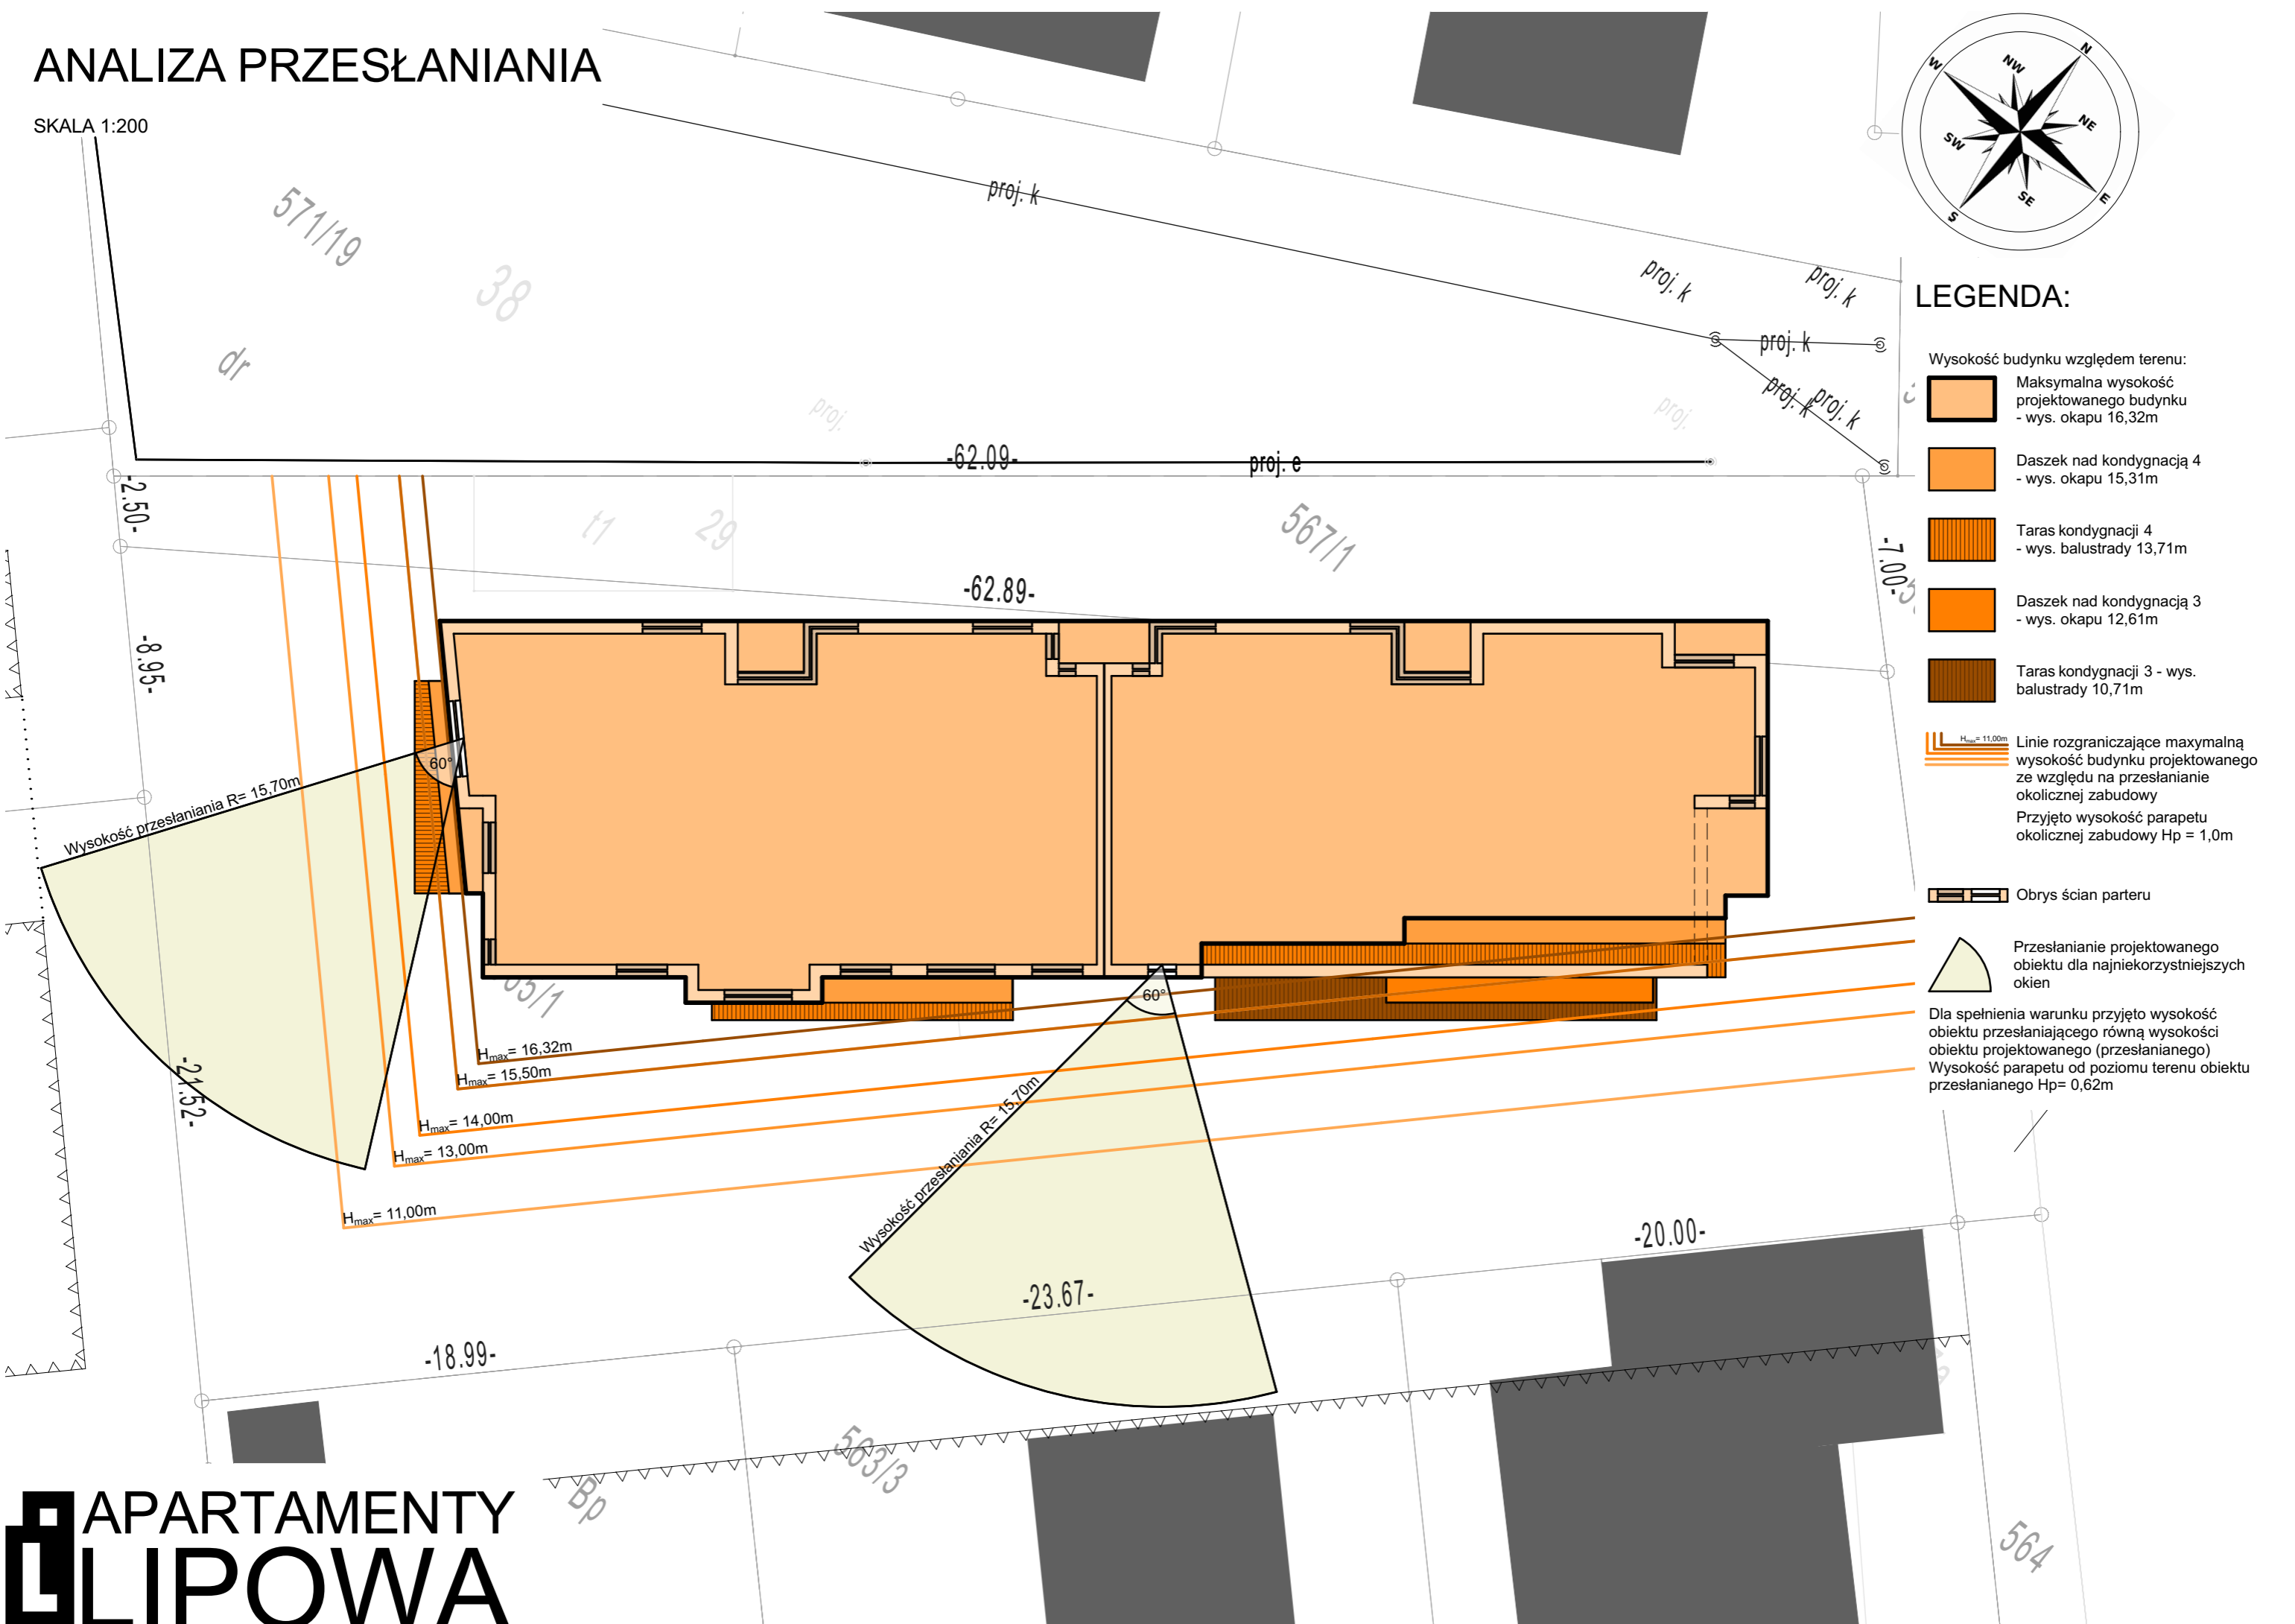 ANALIZA PRZESŁANIANIA
SKALA 1:200
N
NW
W
NE
SW
SE
E
S
571/19
38
dr
proj. k
proj. k
proj. k
proj. k
proj. k
proj. k
proj.
proj.
-62.09-
proj. e
-2.50-
t1
29
567/1
-7.00-
-62.89-
-8.95-
60°
Wysokość przesłaniania R= 15,70m
60°
Wysokość przesłaniania R= 15,70m
Hmax= 16,32m
Hmax= 15,50m
Hmax= 14,00m
Hmax= 13,00m
Hmax= 11,00m
-21.52-
-20.00-
-23.67-
-18.99-
563/3
Bp
564
LEGENDA:
Wysokość budynku względem terenu:
Maksymalna wysokość
projektowanego budynku
- wys. okapu 16,32m
Daszek nad kondygnacją 4
- wys. okapu 15,31m
Taras kondygnacji 4
- wys. balustrady 13,71m
Daszek nad kondygnacją 3
- wys. okapu 12,61m
Taras kondygnacji 3 - wys.
balustrady 10,71m
Hmax= 11,00m
Linie rozgraniczające maxymalną
wysokość budynku projektowanego
ze względu na przesłanianie
okolicznej zabudowy
Przyjęto wysokość parapetu
okolicznej zabudowy Hp = 1,0m
Obrys ścian parteru
Przesłanianie projektowanego
obiektu dla najniekorzystniejszych
okien
Dla spełnienia warunku przyjęto wysokość
obiektu przesłaniającego równą wysokości
obiektu projektowanego (przesłanianego)
Wysokość parapetu od poziomu terenu obiektu
przesłanianego Hp= 0,62m
APARTAMENTY
LIPOWA